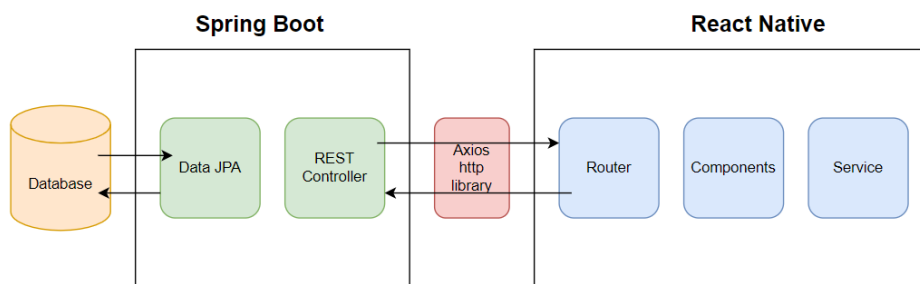 Spring Boot
React Native
Database
Data JPA
REST
Controller
Axios
http
library
Router
Components
Service